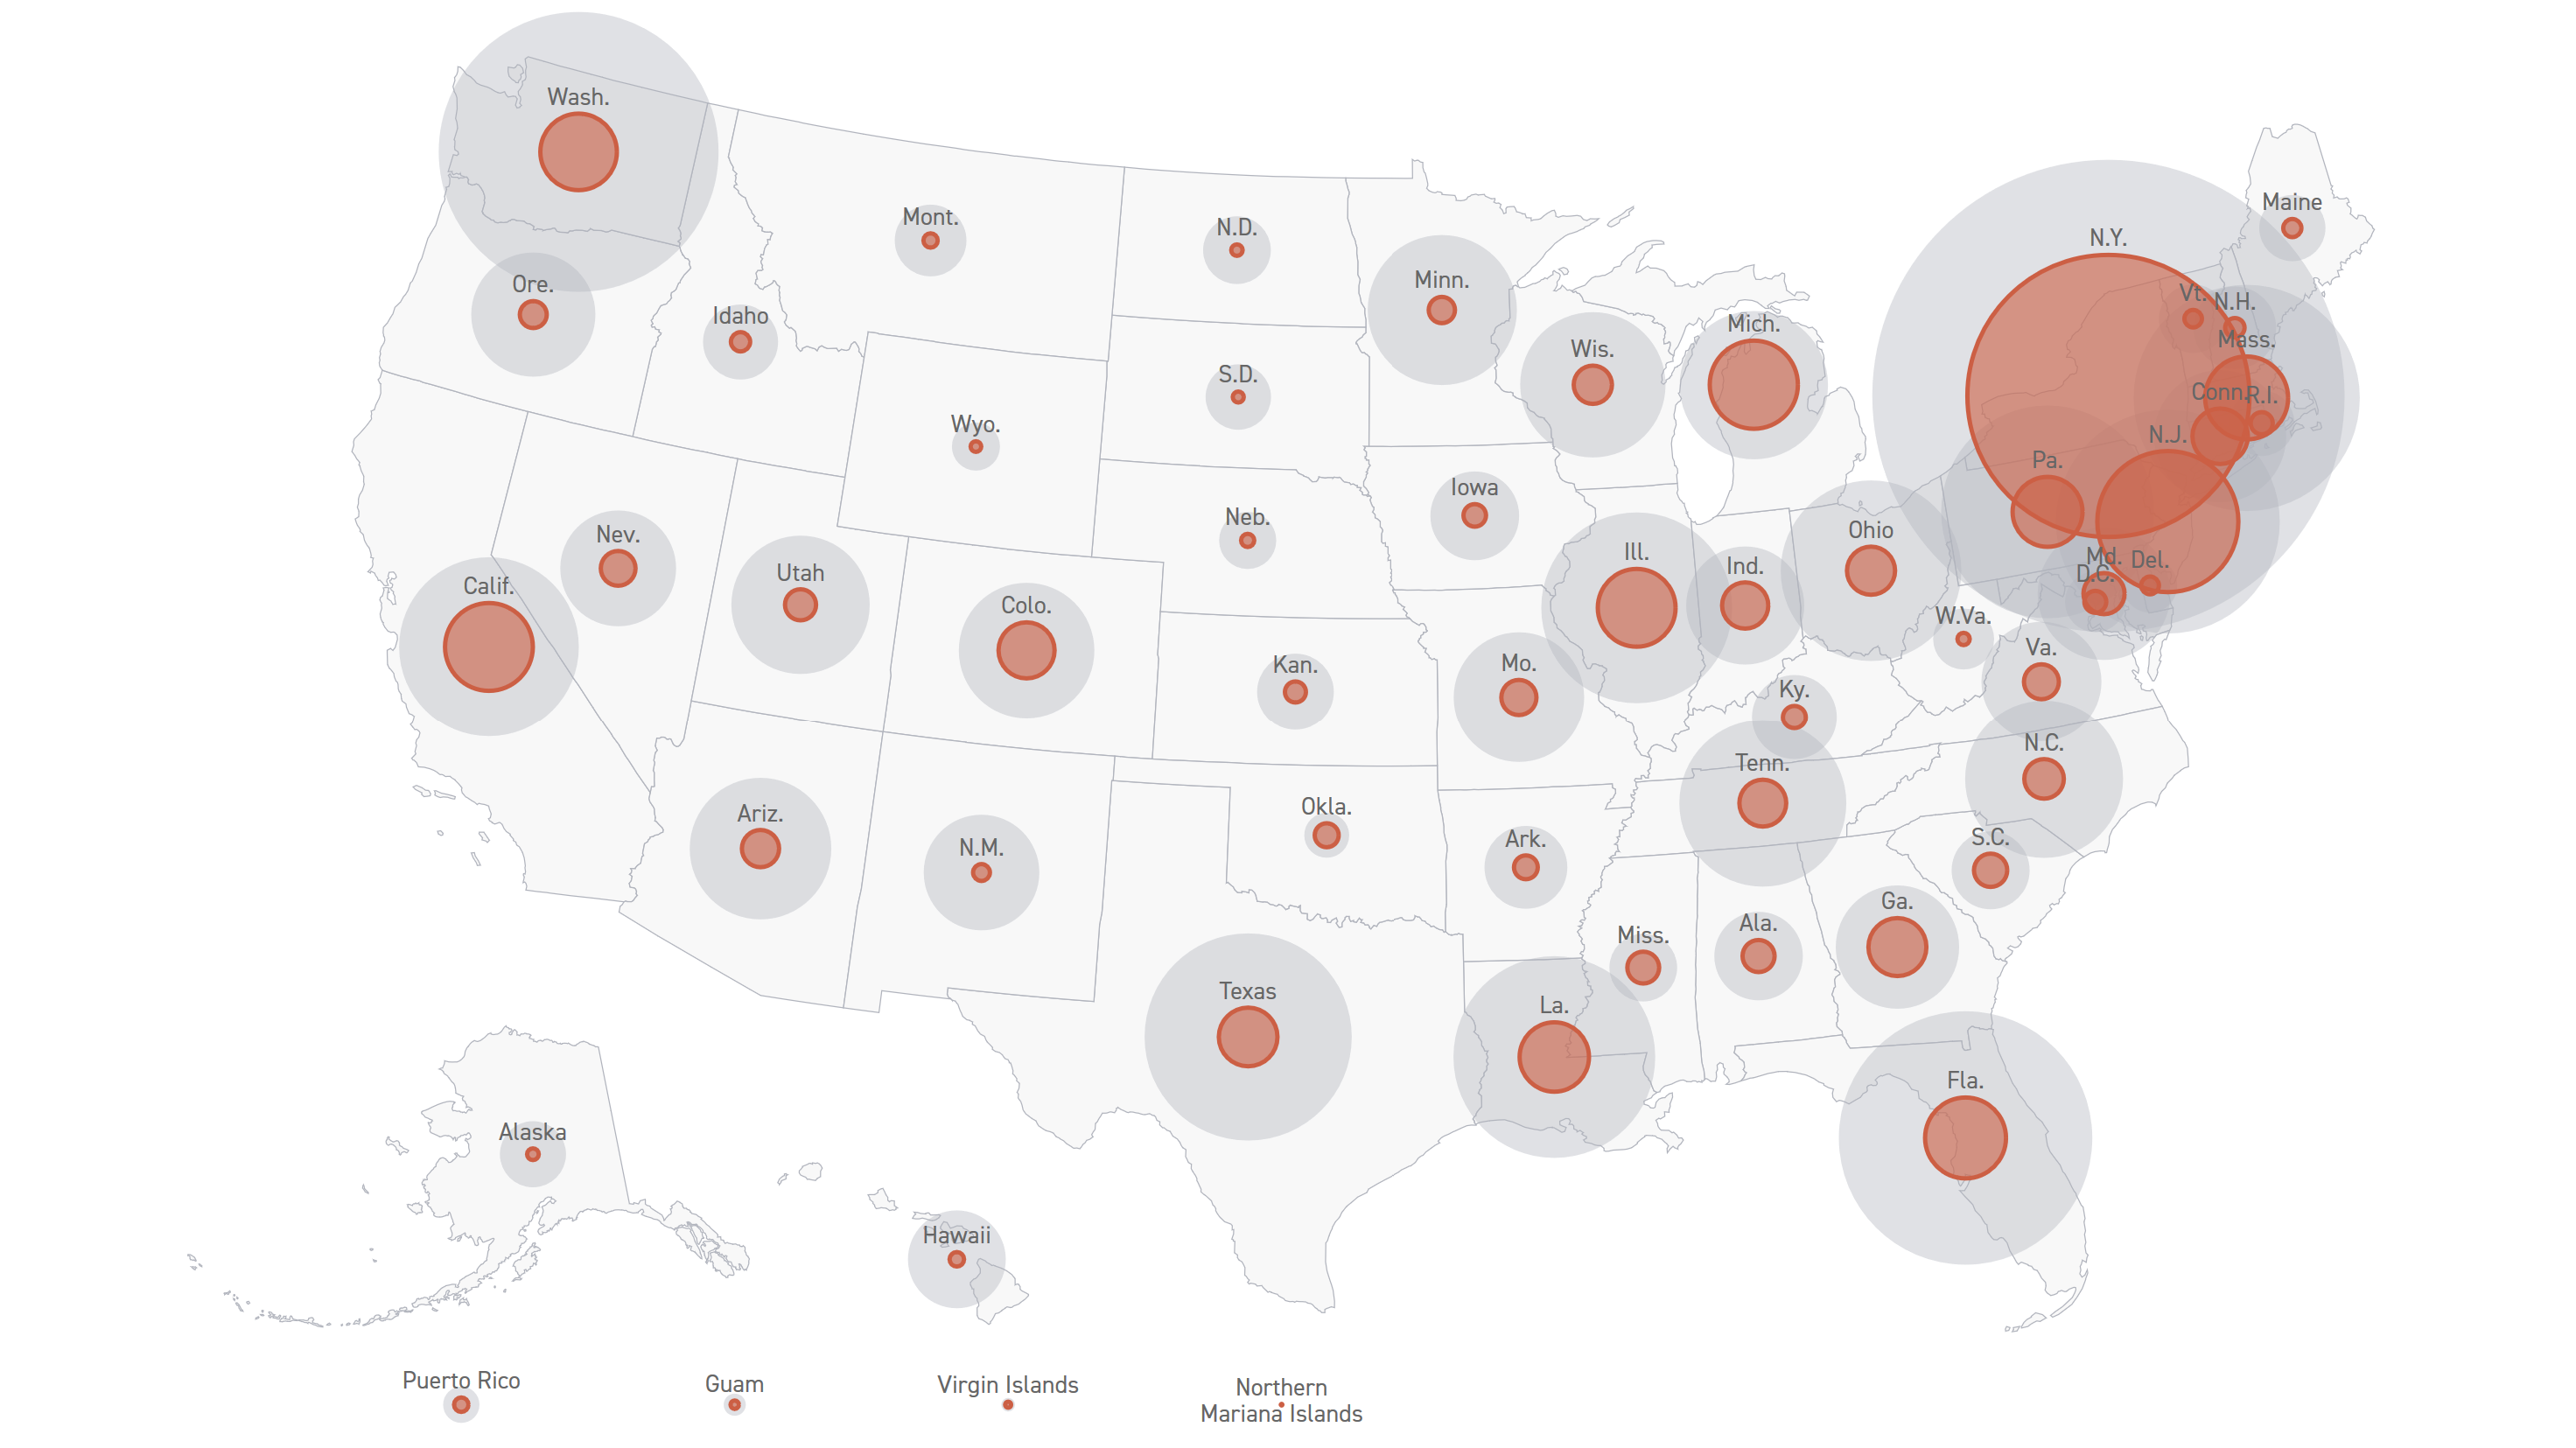 Wash.
Mont.
N.D.
Minn.
Maine
N.Y.
Ore.
Idaho
Vt.
N.H.
Mich.
Mass.
Wis.
S.D.
Wyo.
Conn.
R.I.
N.J.
Pa.
Iowa
Neb.
Nev.
Ohio
Ill.
Md.
Del.
Ind.
D.C.
Utah
Calif.
Colo.
W.Va.
Va.
Kan.
Mo.
Ky.
N.C.
Tenn.
Okla.
Ariz.
S.C.
Ark.
N.M.
Ga.
Ala.
Miss.
Texas
La.
Fla.
Alaska
Hawaii
Puerto Rico
Guam
Virgin Islands
Northern
Mariana Islands